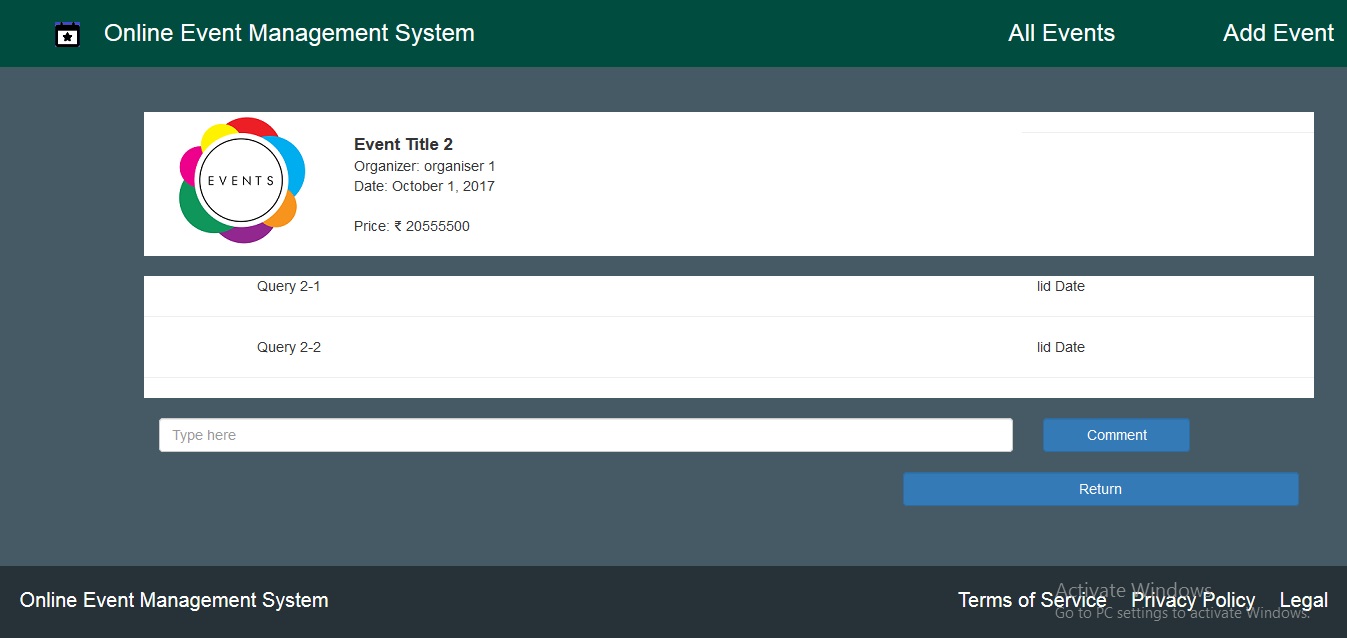 Online Event Management System All Events Add Event
EVENTS
Event Title 2
Organizer: organiser 1
Date: October 1, 2017
Price: ₹ 20555500
Query 2-1 lid Date
Query 2-2 lid Date
Type here Comment
Return
Activate Windows
Online Event Management System Terms of Service Privacy Policy Legal
Go to PC settings to activate Windows.